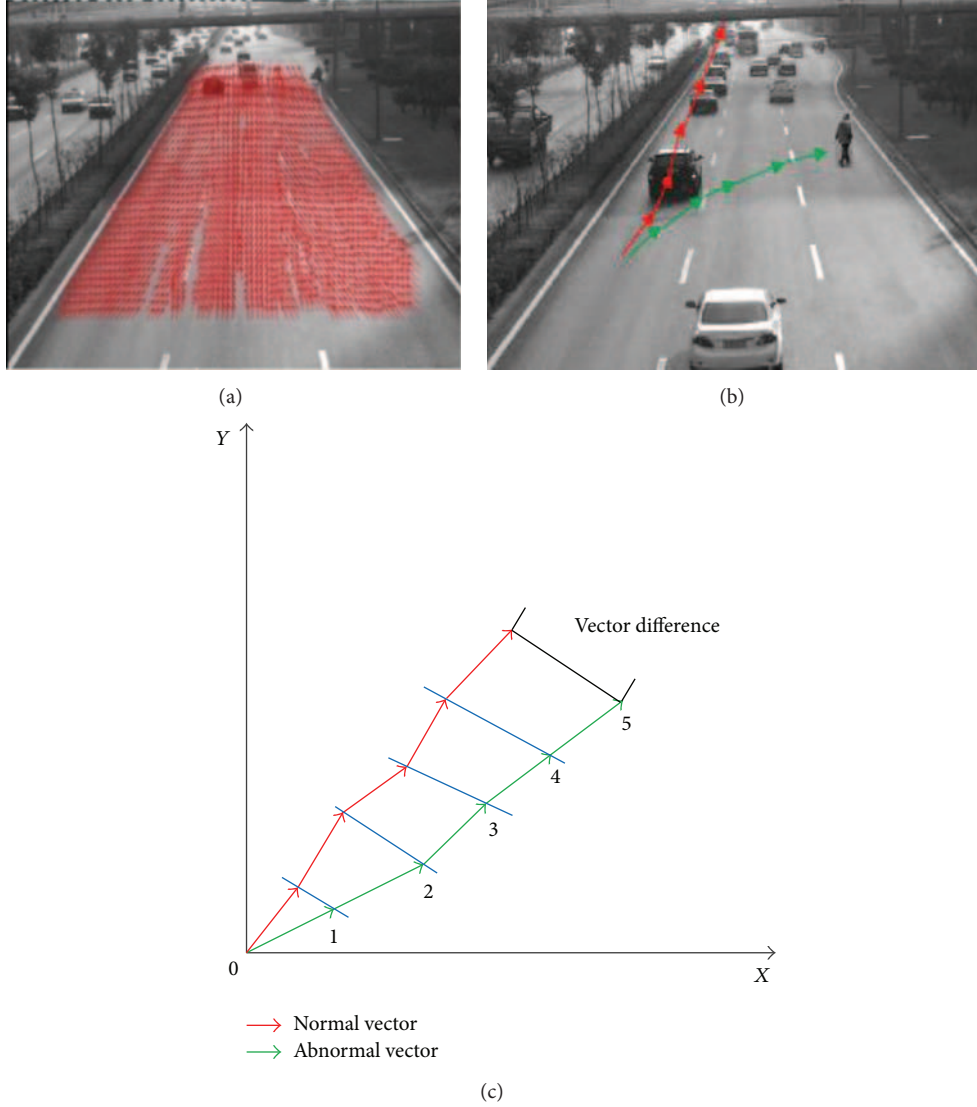 (a)
(b)
Y
Vector difference
5
4
3
2
1
0
X
Normal vector
Abnormal vector
(c)